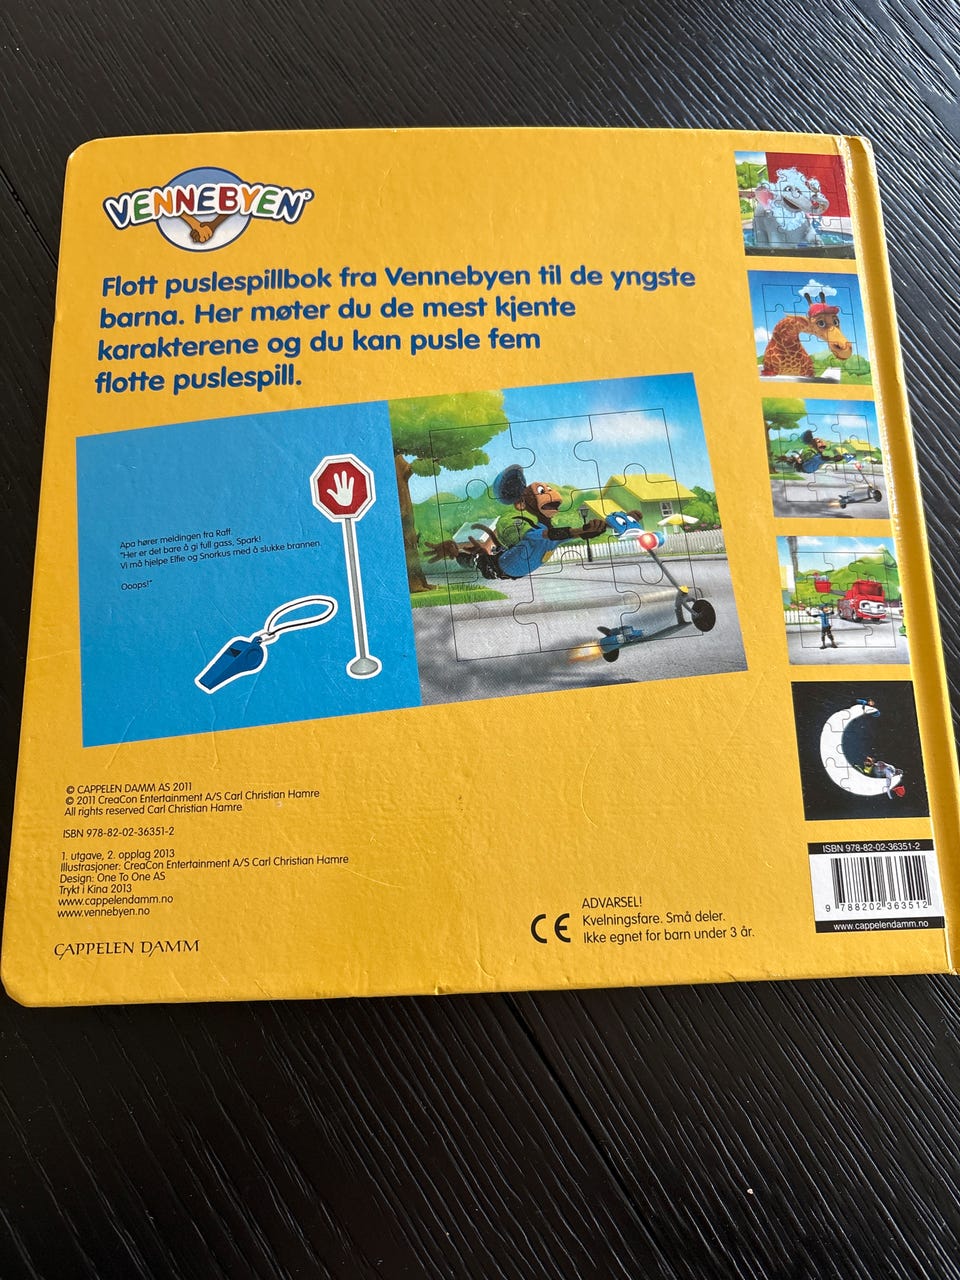 VENNEBYEN
Flott puslespillbok fra Vennebyen til de yngste
barna. Her møter du de mest kjente
karakterene og du kan pusle fem
flotte puslespill.
Apa hører meldingen fra Raff.
"Her er det bare å gi full gass, Spark!
Vi må hjelpe Elfie og Snorkus med å slukke brannen.
Ooops!"
© CAPPELEN DAMM AS 2011
© 2011 CreaCon Entertainment A/S Carl Christian Hamre
All rights reserved Carl Christian Hamre
ISBN 978-82-02-36351-2
1. utgave, 2. opplag 2013
Illustrasjoner: CreaCon Entertainment A/S Carl Christian Hamre
Design: One To One AS
Trykt i Kina 2013
www.cappelendamm.no
www.vennebyen.no
CAPPELEN DAMM
CE
ADVARSEL!
Kvelningsfare. Små deler.
Ikke egnet for barn under 3 år.
ISBN 978-82-02-36351-2
9 788202 363512
www.cappelendamm.no